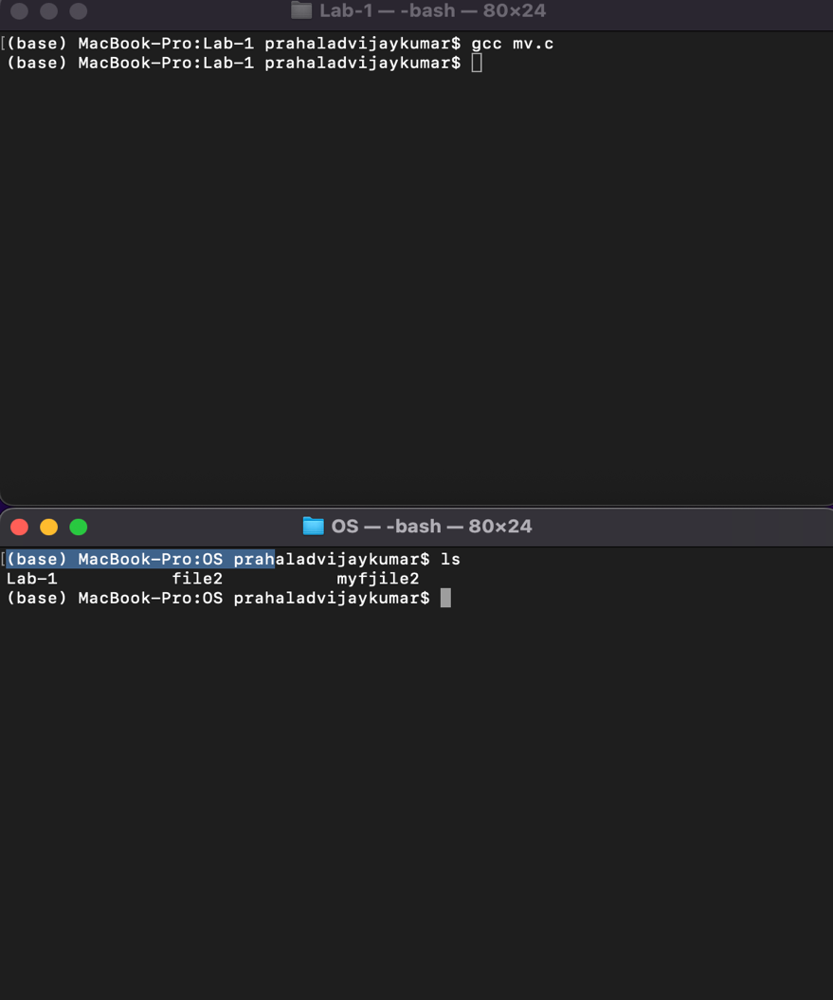 Lab-1 — -bash — 80×24
[(base) MacBook-Pro:Lab-1 prahaladvijaykumar$ gcc mv.c
(base) MacBook-Pro:Lab-1 prahaladvijaykumar$
OS — -bash — 80×24
[(base) MacBook-Pro:OS prahaladvijaykumar$ ls
Lab-1 file2 myfjile2
(base) MacBook-Pro:OS prahaladvijaykumar$